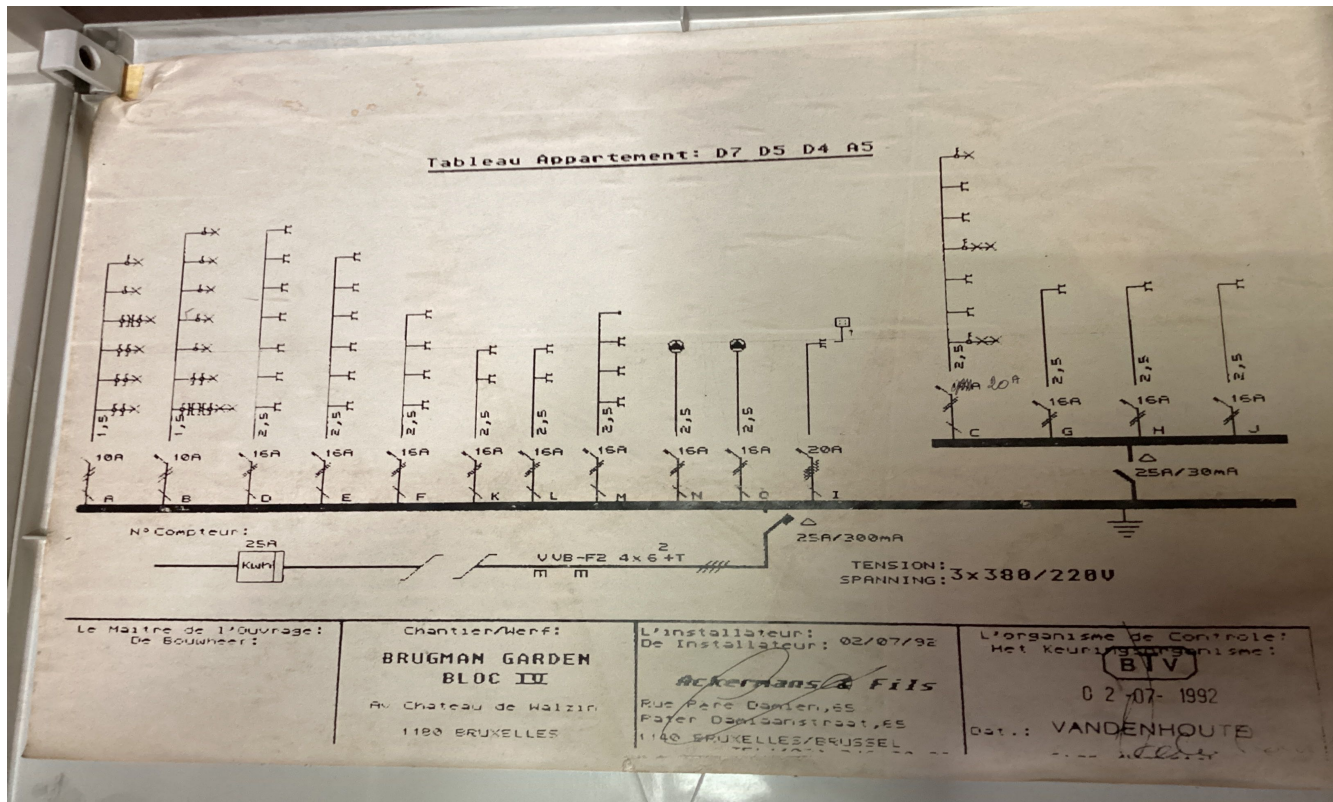 Tableau Appartement: D7 D5 D4 A5
1,5
1,5
2,5
2,5
2,5
2,5
2,5
2,5
2,5
2,5
2,5
2,5
2,5
2,5
20A
10A
10A
16A
16A
16A
16A
16A
16A
16A
16A
20A
16A
16A
16A
A
B
D
E
F
K
L
M
N
O
I
C
G
H
J
25A/30mA
N° Compteur:
25A
Kwh
VVB-F2 4x6²+T
25A/300mA
TENSION:
SPANNING: 3x380/220V
Le Maître de l'Ouvrage:
De Bouwheer:
Chantier/Werf:
BRUGMAN GARDEN
BLOC IV
Av Chateau de Walzin
1180 BRUXELLES
L'installateur:
De Installateur: 02/07/92
Ackermans & Fils
Rue Père Damien,65
Pater Damiaanstraat,65
1140 BRUXELLES/BRUSSEL
L'organisme de Controle:
Het Keuringsorganisme:
BTV
02-07-1992
Dat.: VANDENHOUTE